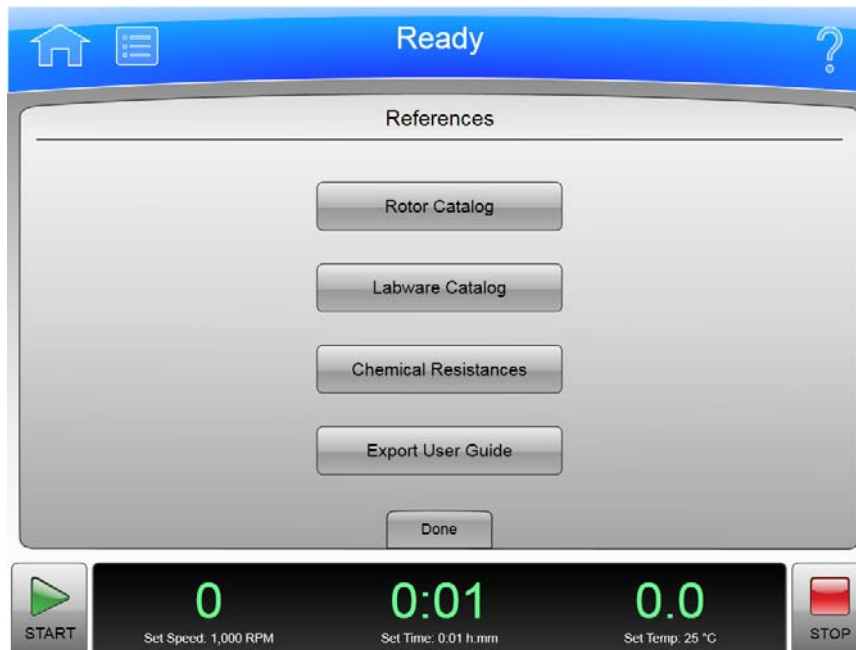 Ready
References
Rotor Catalog
Labware Catalog
Chemical Resistances
Export User Guide
Done
START
0
0:01
0.0
Set Speed: 1,000 RPM
Set Time: 0:01 h:mm
Set Temp: 25 °C
STOP